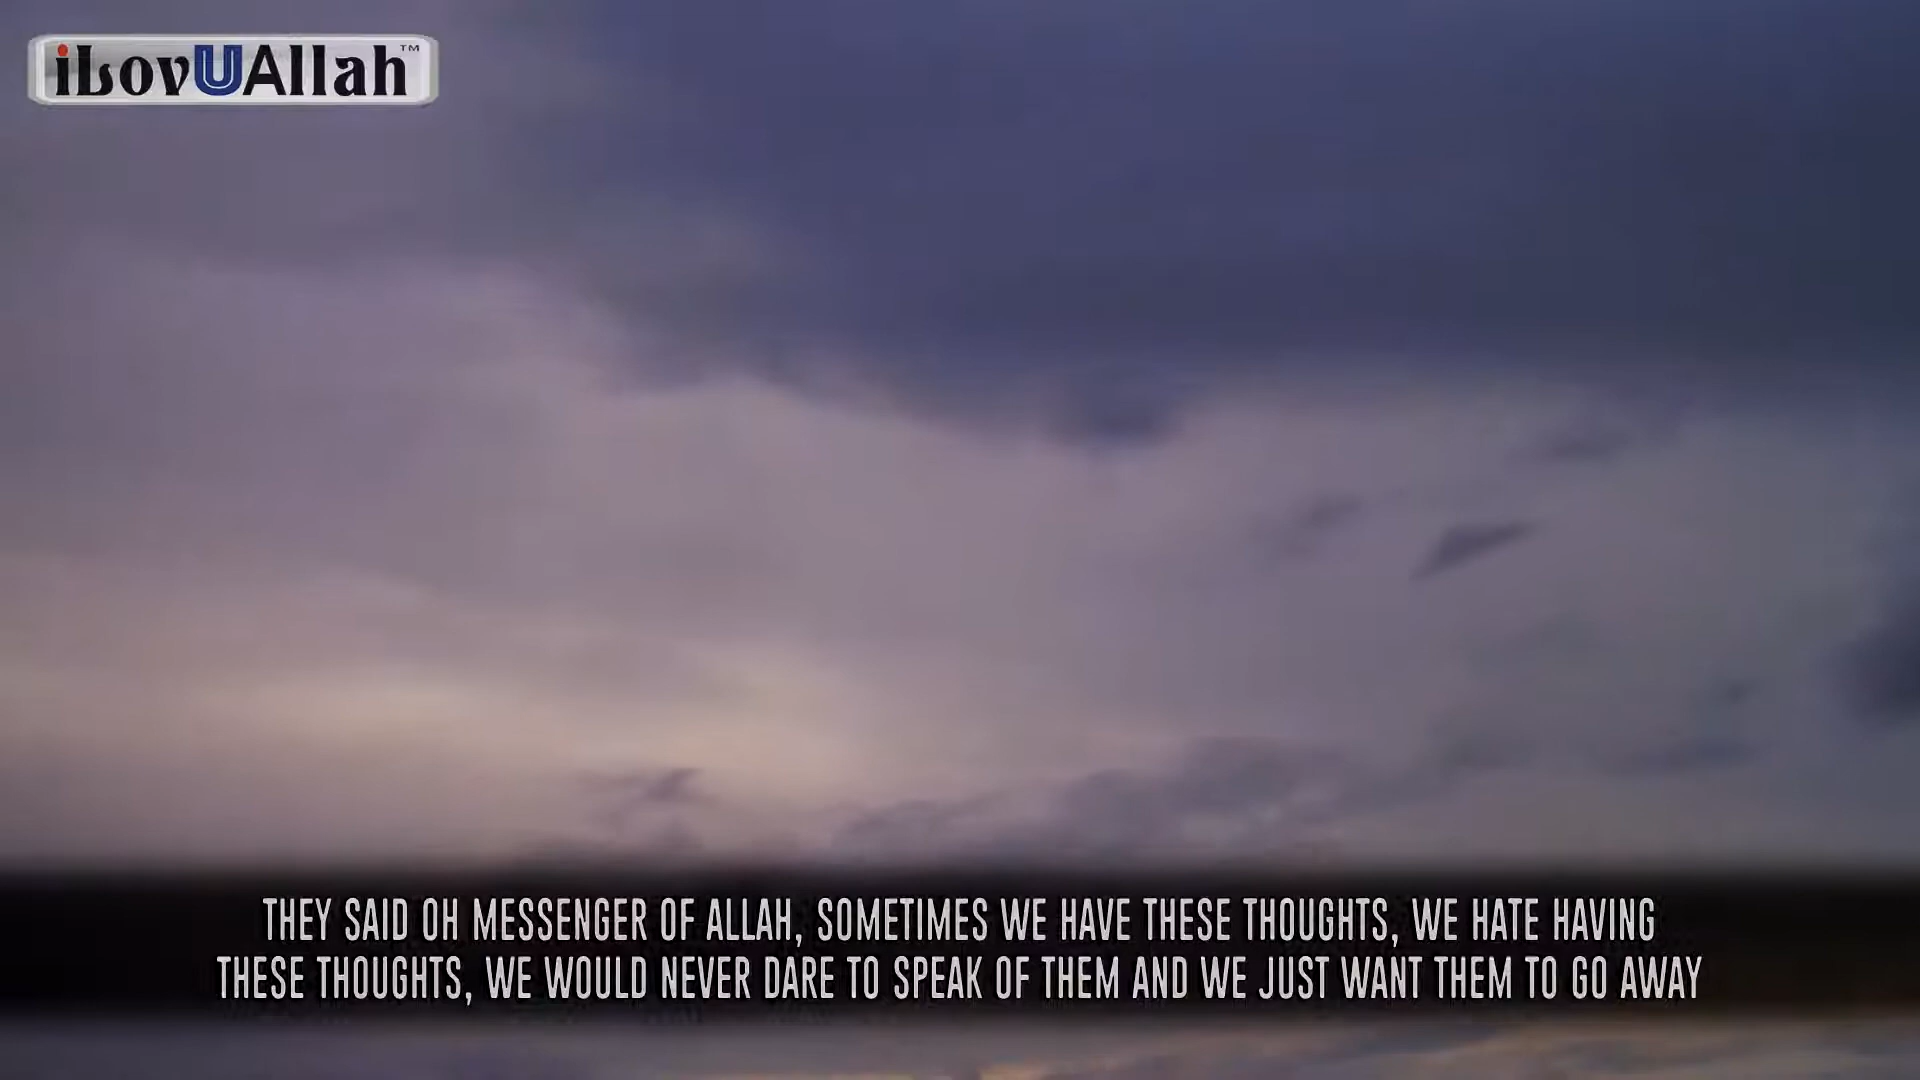 iLovUAllah™
THEY SAID OH MESSENGER OF ALLAH, SOMETIMES WE HAVE THESE THOUGHTS, WE HATE HAVING
THESE THOUGHTS, WE WOULD NEVER DARE TO SPEAK OF THEM AND WE JUST WANT THEM TO GO AWAY